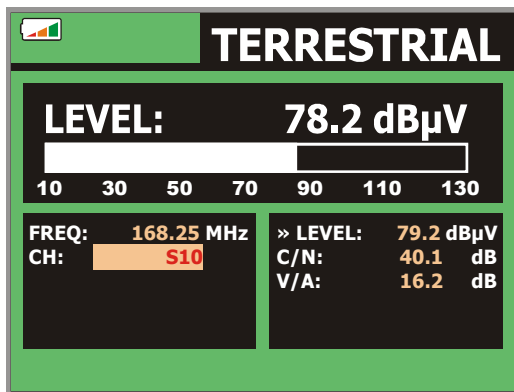 TERRESTRIAL
LEVEL: 78.2 dBµV
10 30 50 70 90 110 130
FREQ: 168.25 MHz
CH: S10
» LEVEL: 79.2 dBµV
C/N: 40.1 dB
V/A: 16.2 dB